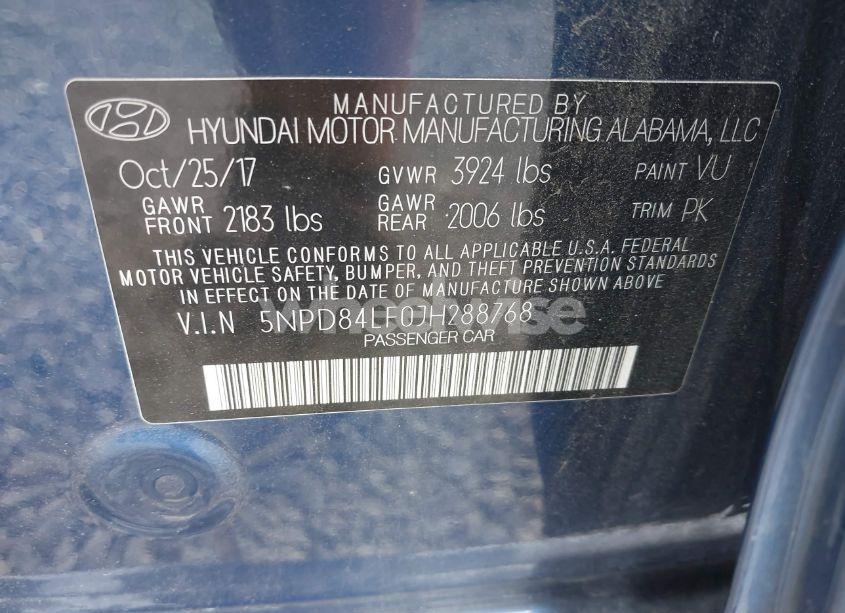 MANUFACTURED BY
HYUNDAI MOTOR MANUFACTURING ALABAMA, LLC
Oct/25/17 GVWR 3924 lbs PAINT VU
GAWR FRONT 2183 lbs GAWR REAR 2006 lbs TRIM PK
THIS VEHICLE CONFORMS TO ALL APPLICABLE U.S.A. FEDERAL
MOTOR VEHICLE SAFETY, BUMPER, AND THEFT PREVENTION STANDARDS
IN EFFECT ON THE DATE OF MANUFACTURE SHOWN ABOVE
V.I.N 5NPD84LF0JH288768
PASSENGER CAR